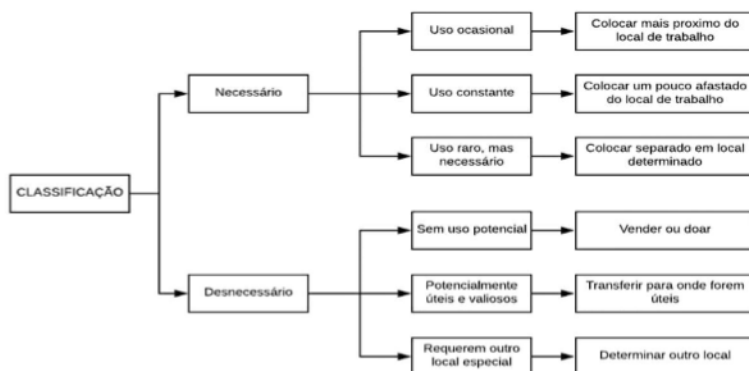 Uso ocasional
Colocar mais proximo do
local de trabalho
Necessário
Uso constante
Colocar um pouco afastado
do local de trabalho
Uso raro, mas
necessário
Colocar separado em local
determinado
CLASSIFICAÇÃO
Sem uso potencial
Vender ou doar
Desnecessário
Potencialmente
úteis e valiosos
Transferir para onde forem
úteis
Requerem outro
local especial
Determinar outro local